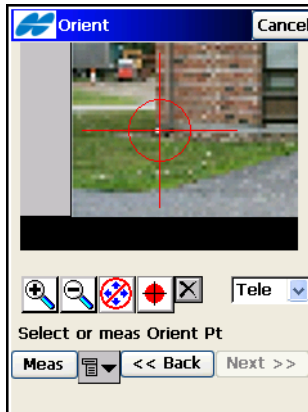 Orient Cancel
Tele
Select or meas Orient Pt
Meas << Back Next >>